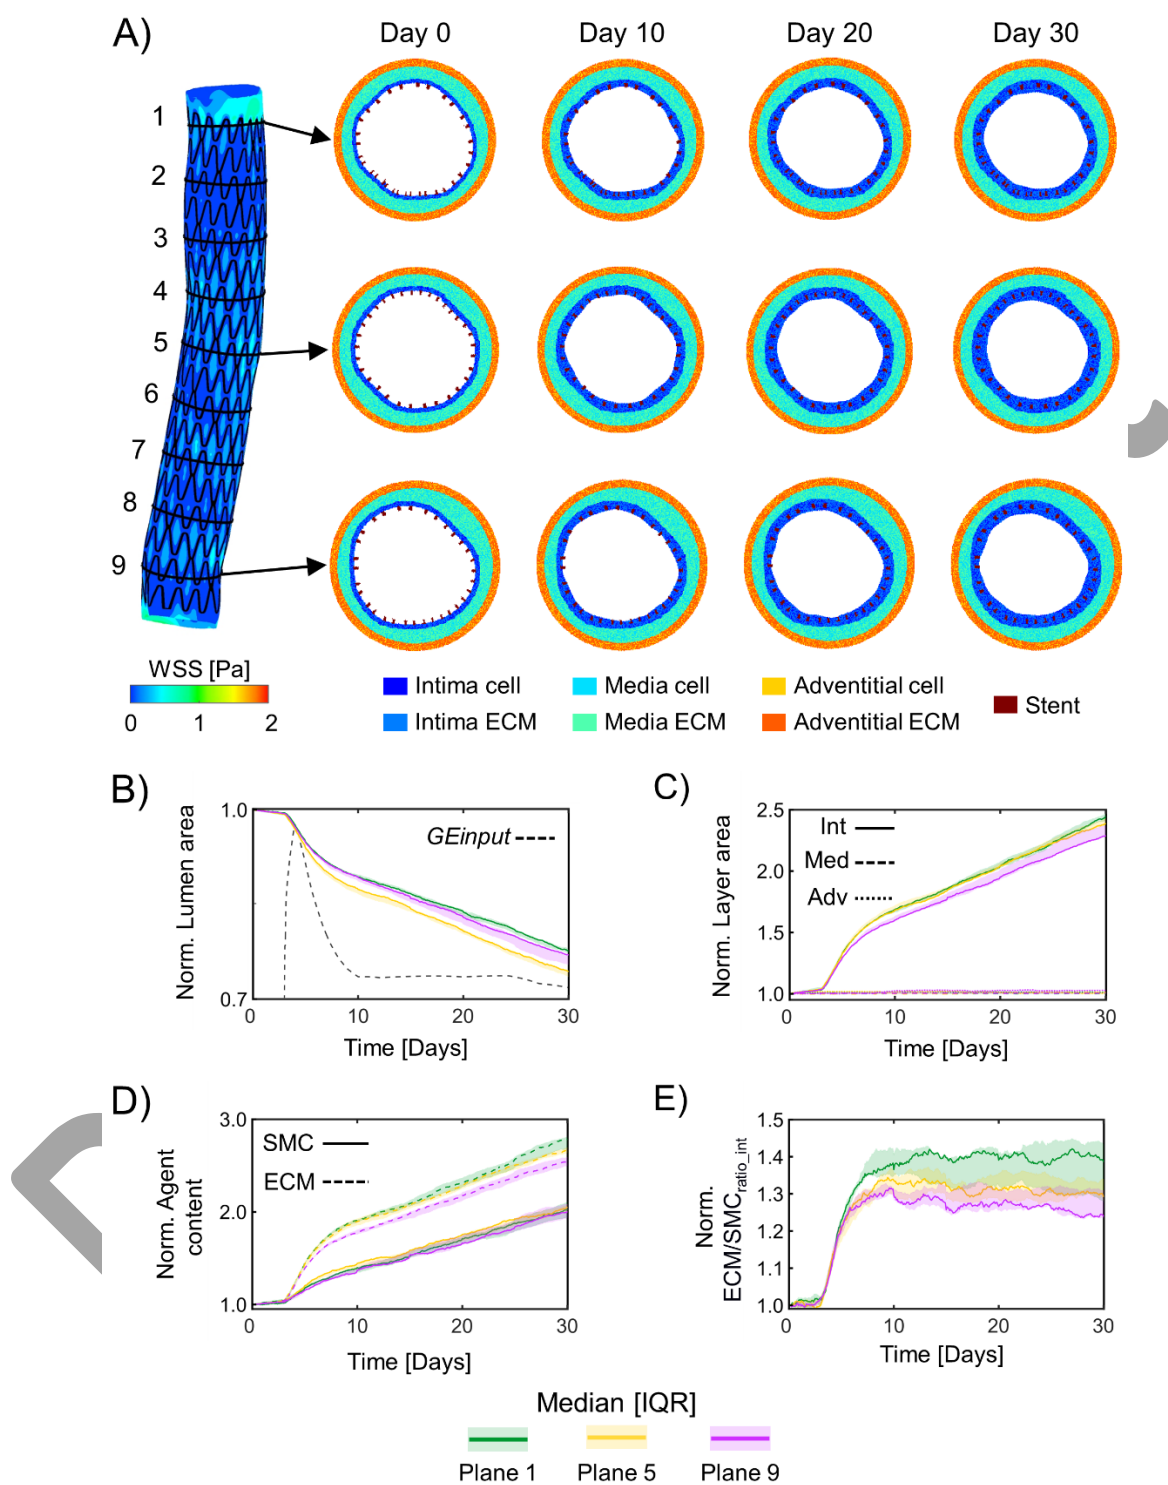 A)
Day 0 Day 10 Day 20 Day 30
1
2
3
4
5
6
7
8
9
WSS [Pa]
0 1 2
Intima cell Media cell Adventitial cell Stent
Intima ECM Media ECM Adventitial ECM
B)
Norm. Lumen area
1.0
0.7
GEinput
0 10 20 30
Time [Days]
C)
Norm. Layer area
2.5
2.0
1.5
1.0
Int
Med
Adv
0 10 20 30
Time [Days]
D)
Norm. Agent
content
3.0
2.0
1.0
SMC
ECM
0 10 20 30
Time [Days]
E)
Norm.
ECM/SMCratio_int
1.5
1.4
1.3
1.2
1.1
1.0
0 10 20 30
Time [Days]
Median [IQR]
Plane 1 Plane 5 Plane 9